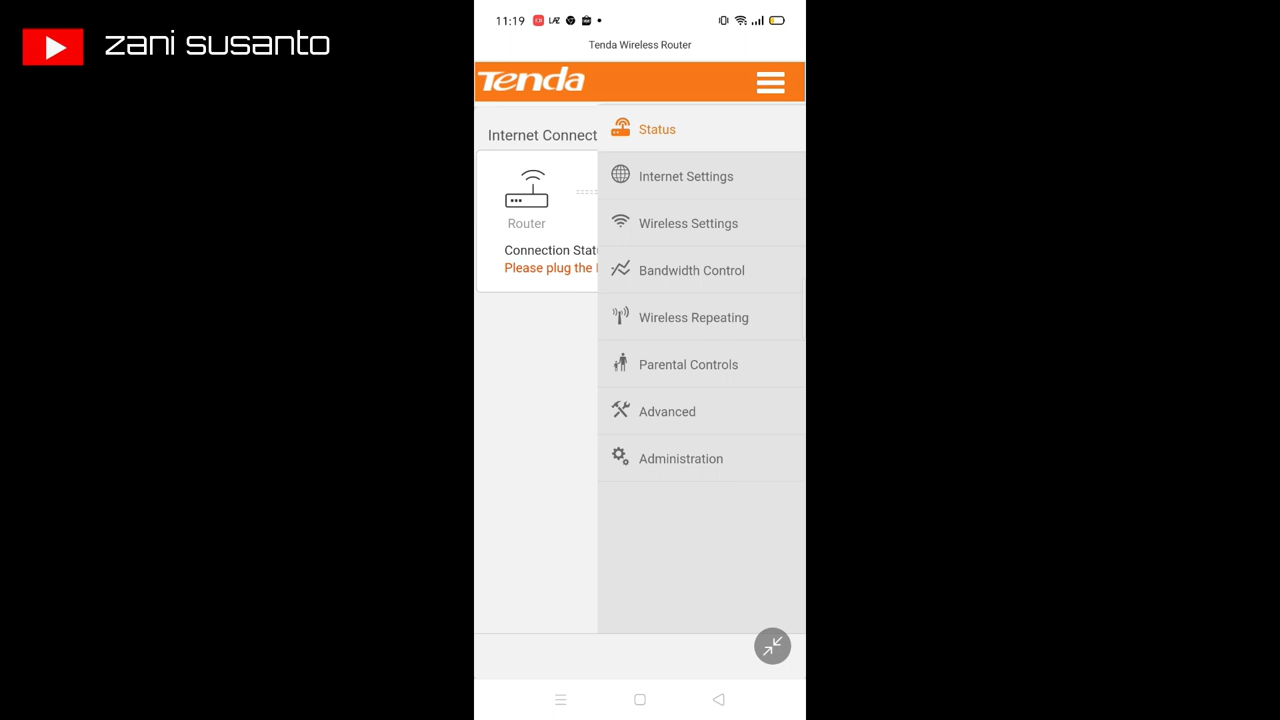 zani susanto
11:19
LAZ
Tenda Wireless Router
Tenda
Status
Internet Connect
Internet Settings
Wireless Settings
Router
Connection Stat
Please plug the
Bandwidth Control
Wireless Repeating
Parental Controls
Advanced
Administration